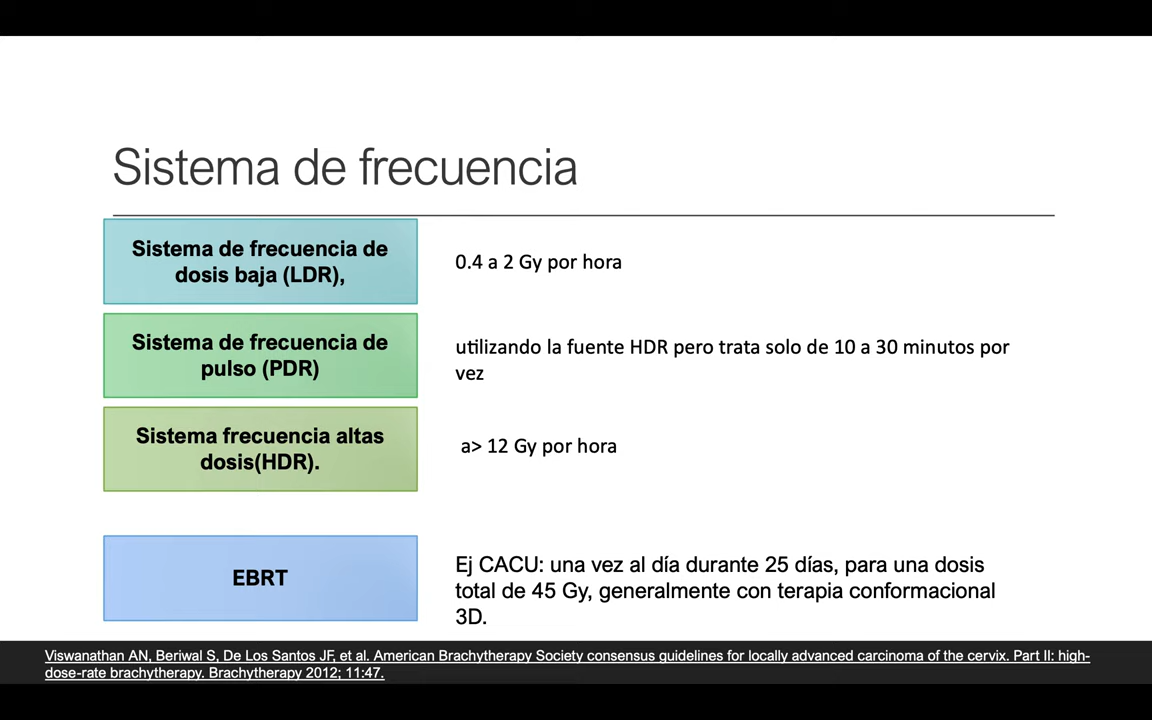 Sistema de frecuencia
Sistema de frecuencia de
dosis baja (LDR),
0.4 a 2 Gy por hora
Sistema de frecuencia de
pulso (PDR)
utilizando la fuente HDR pero trata solo de 10 a 30 minutos por
vez
Sistema frecuencia altas
dosis(HDR).
a> 12 Gy por hora
EBRT
Ej CACU: una vez al día durante 25 días, para una dosis
total de 45 Gy, generalmente con terapia conformacional
3D.
Viswanathan AN, Beriwal S, De Los Santos JF, et al. American Brachytherapy Society consensus guidelines for locally advanced carcinoma of the cervix. Part II: high-
dose-rate brachytherapy. Brachytherapy 2012; 11:47.